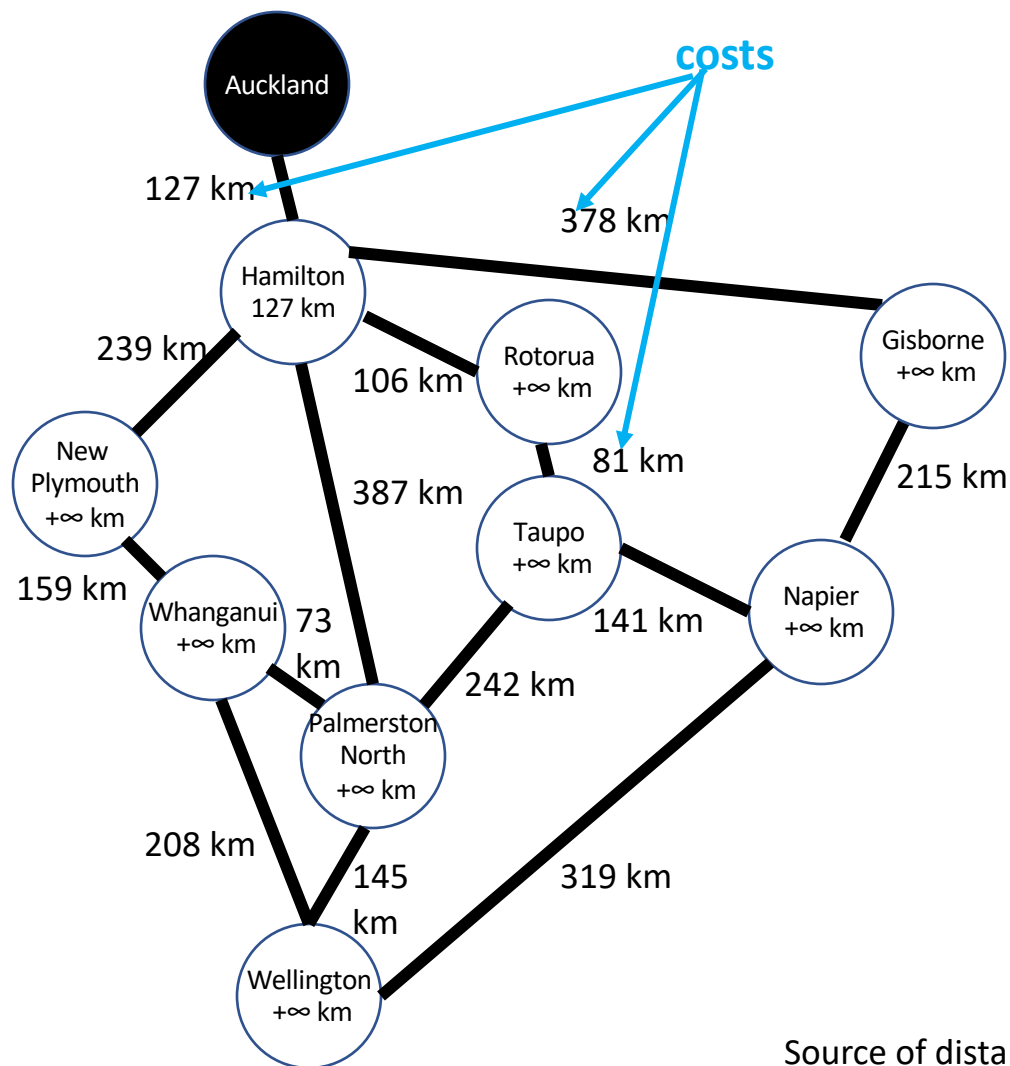 costs
Auckland
127 km
378 km
Hamilton
127 km
239 km
106 km
Rotorua
+∞ km
Gisborne
+∞ km
New
Plymouth
+∞ km
387 km
81 km
215 km
Taupo
+∞ km
159 km
Whanganui
+∞ km
73
km
141 km
Napier
+∞ km
242 km
Palmerston
North
+∞ km
208 km
145
km
319 km
Wellington
+∞ km
Source of dista